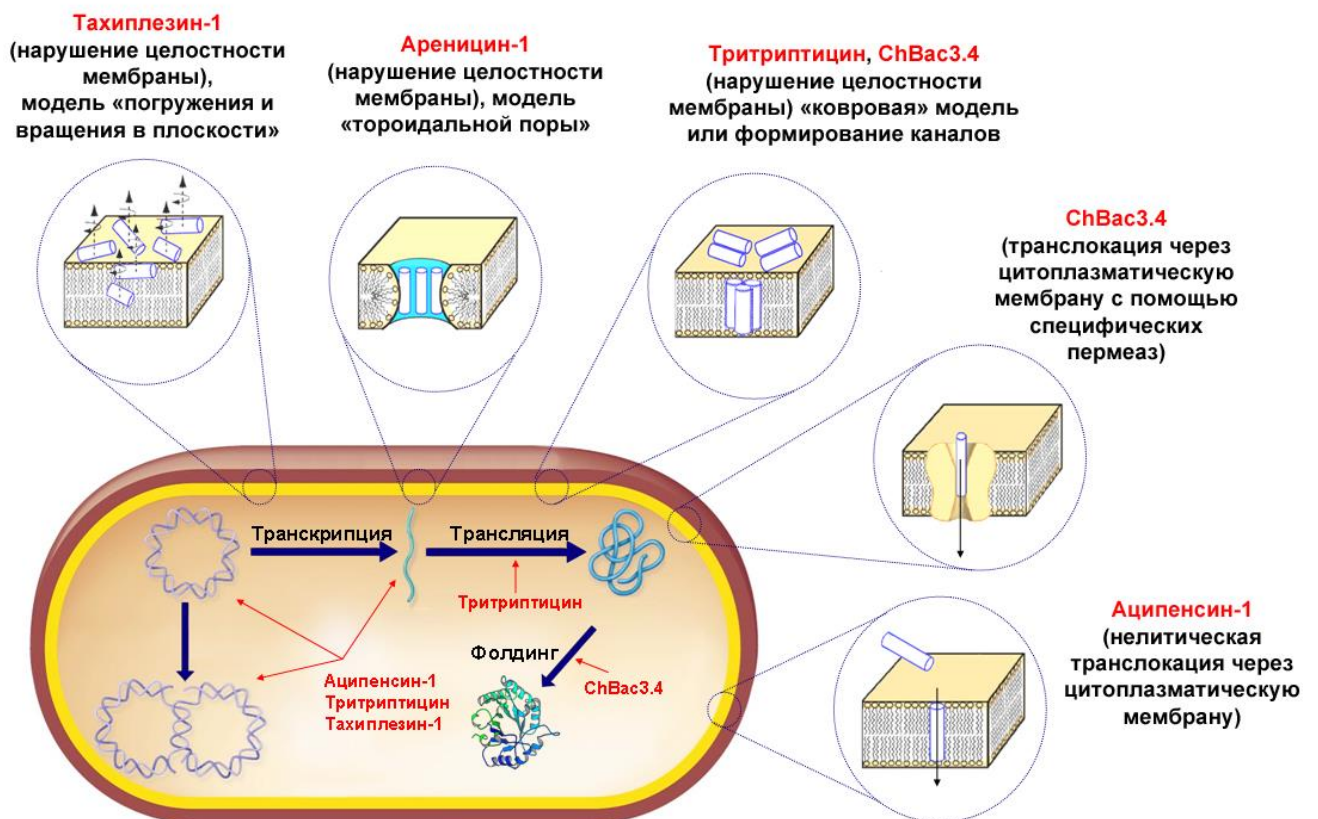 Тахиплезин-1
(нарушение целостности
мембраны),
модель «погружения и
вращения в плоскости»
Ареницин-1
(нарушение целостности
мембраны), модель
«тороидальной поры»
Тритриптицин, ChBac3.4
(нарушение целостности
мембраны) «ковровая» модель
или формирование каналов
ChBac3.4
(транслокация через
цитоплазматическую
мембрану с помощью
специфических
пермеаз)
Транскрипция
Трансляция
Тритриптицин
Фолдинг
ChBac3.4
Аципенсин-1
Тритриптицин
Тахиплезин-1
Аципенсин-1
(нелитическая
транслокация через
цитоплазматическую
мембрану)